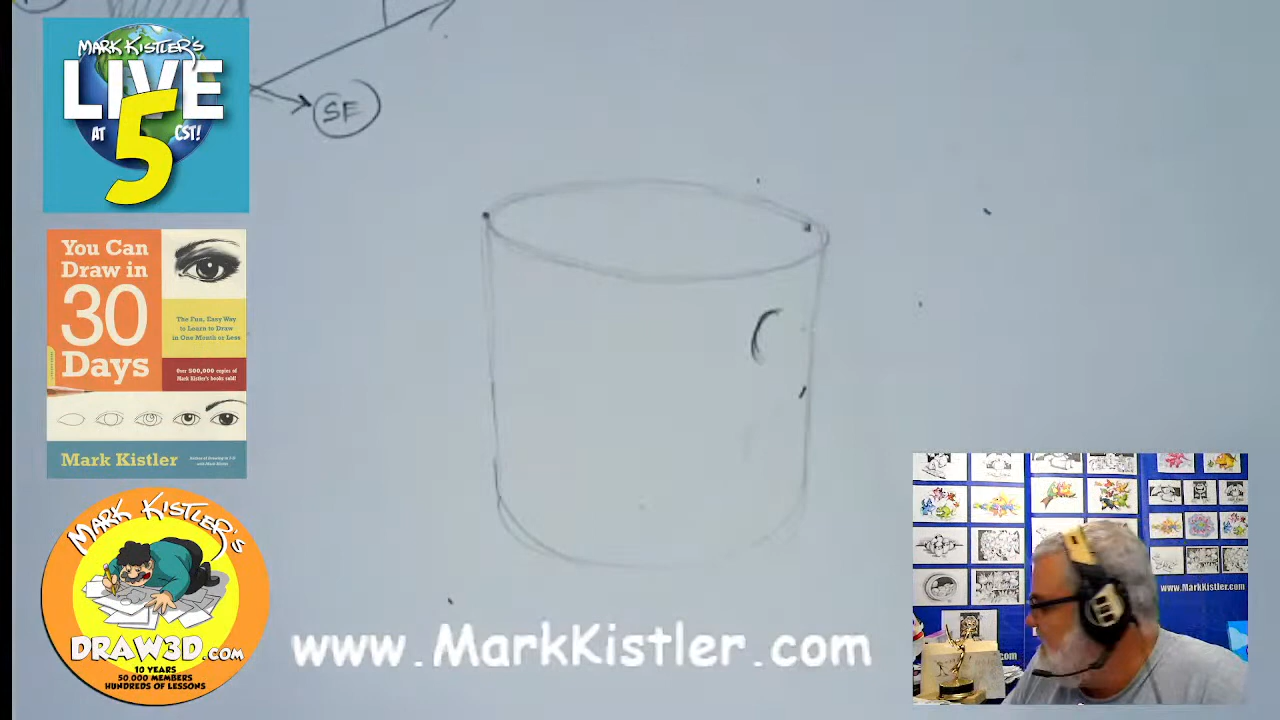 MARK KISTLER'S
LIVE
AT 5 CST!
SF
You Can
Draw in
30
Days
The Fun, Easy Way
to Learn to Draw
in One Month or Less
Over 500,000 copies of
Mark Kistler's books sold!
Mark Kistler
MARK KISTLER'S
DRAW3D.COM
10 YEARS
50,000 MEMBERS
HUNDREDS OF LESSONS
www.MarkKistler.com
www.MarkKistler.com